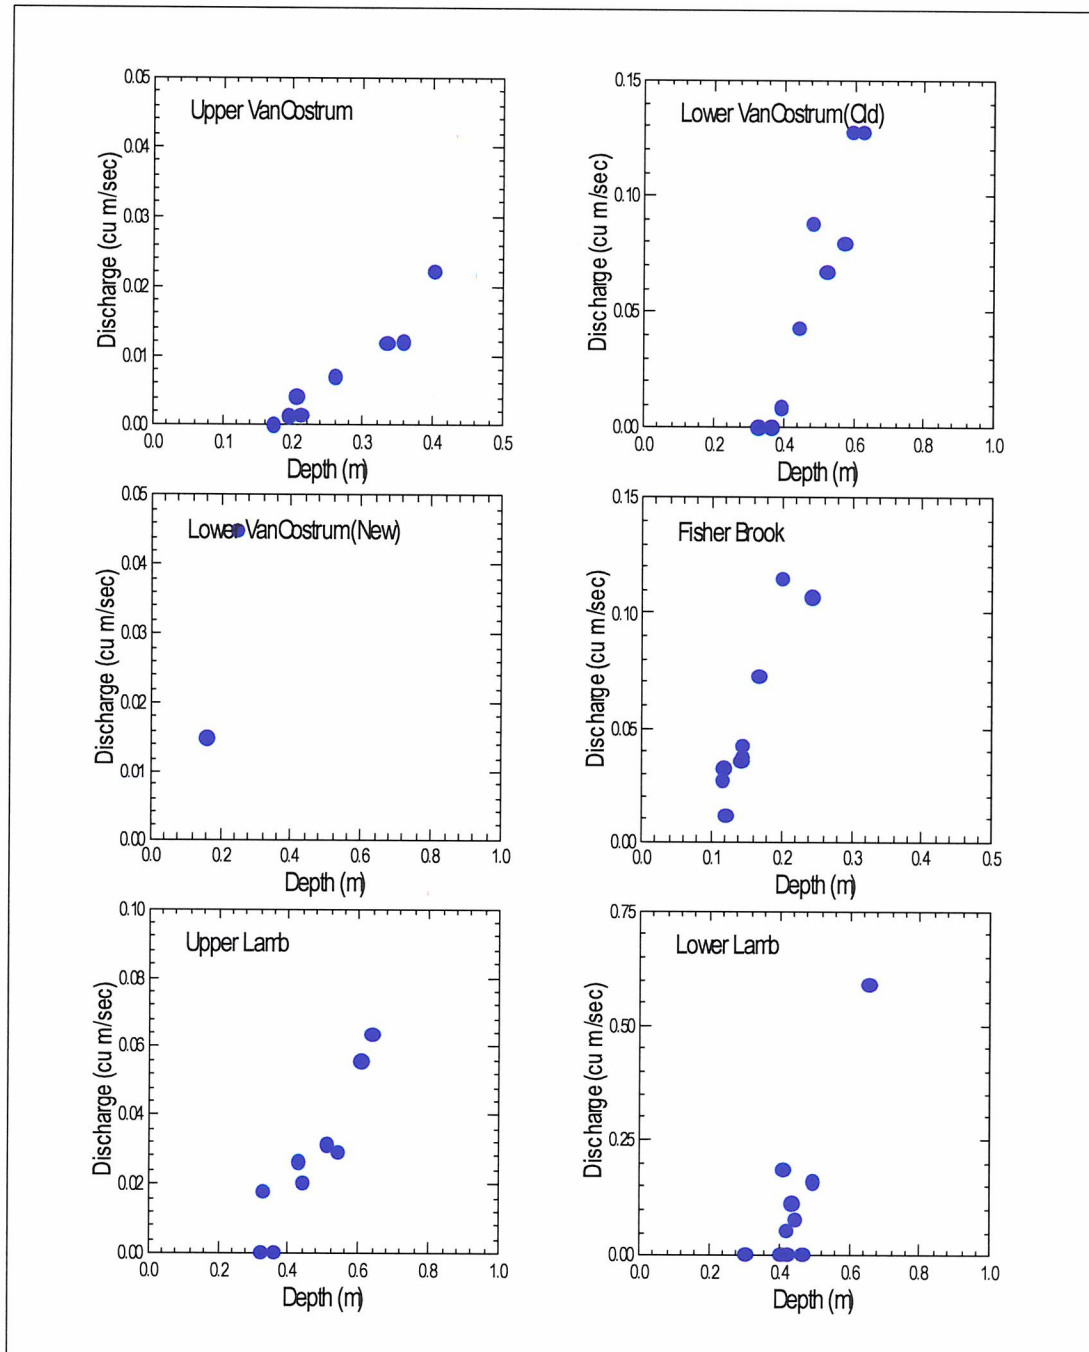 Upper VanOostrum
Discharge (cu m/sec)
0.05
0.04
0.03
0.02
0.01
0.00
0.0 0.1 0.2 0.3 0.4 0.5
Depth (m)
Lower VanOostrum(Old)
Discharge (cu m/sec)
0.15
0.10
0.05
0.00
0.0 0.2 0.4 0.6 0.8 1.0
Depth (m)
Lower VanOostrum(New)
Discharge (cu m/sec)
0.05
0.04
0.03
0.02
0.01
0.00
0.0 0.2 0.4 0.6 0.8 1.0
Depth (m)
Fisher Brook
Discharge (cu m/sec)
0.15
0.10
0.05
0.00
0.0 0.1 0.2 0.3 0.4 0.5
Depth (m)
Upper Lamb
Discharge (cu m/sec)
0.10
0.08
0.06
0.04
0.02
0.00
0.0 0.2 0.4 0.6 0.8 1.0
Depth (m)
Lower Lamb
Discharge (cu m/sec)
0.75
0.50
0.25
0.00
0.0 0.2 0.4 0.6 0.8 1.0
Depth (m)